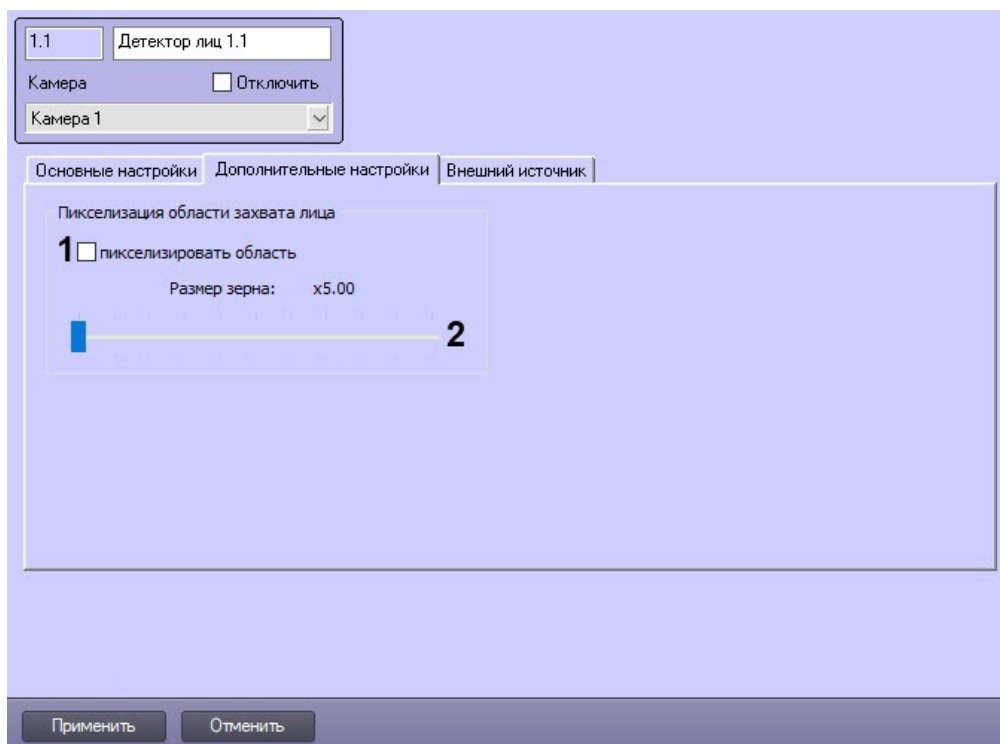 1.1 Детектор лиц 1.1
Камера Отключить
Камера 1
Основные настройки Дополнительные настройки Внешний источник
Пикселизация области захвата лица
1 пикселизировать область
Размер зерна: x5.00
2
Применить Отменить